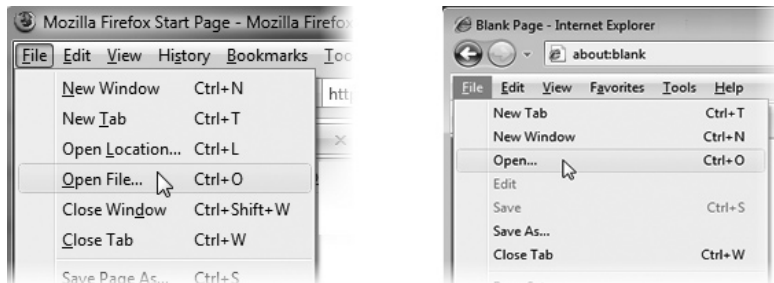 Mozilla Firefox Start Page - Mozilla Firefox
File Edit View History Bookmarks
New Window Ctrl+N
New Tab Ctrl+T
Open Location... Ctrl+L
Open File... Ctrl+O
Close Window Ctrl+Shift+W
Close Tab Ctrl+W
Save Page As... Ctrl+S
Blank Page - Internet Explorer
about:blank
File Edit View Favorites Tools Help
New Tab Ctrl+T
New Window Ctrl+N
Open... Ctrl+O
Edit
Save Ctrl+S
Save As...
Close Tab Ctrl+W